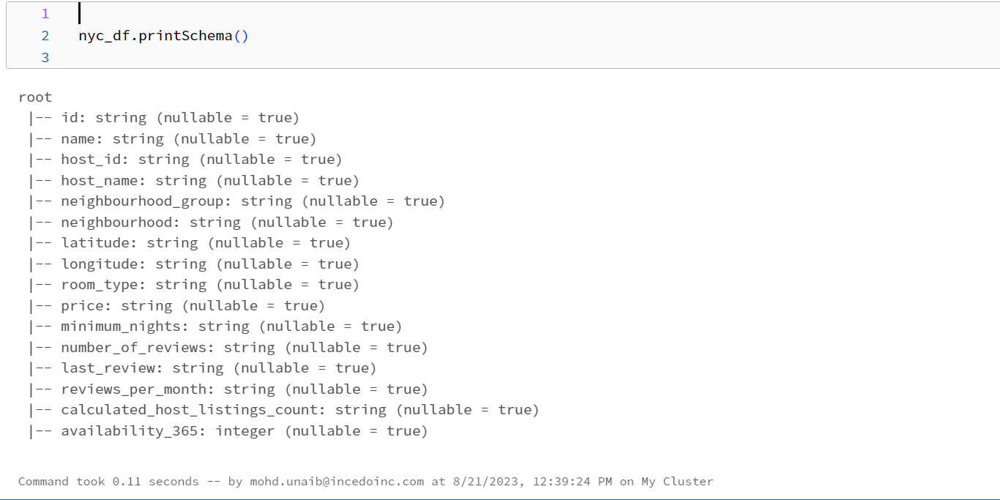 1
2 nyc_df.printSchema()
3
root
 |-- id: string (nullable = true)
 |-- name: string (nullable = true)
 |-- host_id: string (nullable = true)
 |-- host_name: string (nullable = true)
 |-- neighbourhood_group: string (nullable = true)
 |-- neighbourhood: string (nullable = true)
 |-- latitude: string (nullable = true)
 |-- longitude: string (nullable = true)
 |-- room_type: string (nullable = true)
 |-- price: string (nullable = true)
 |-- minimum_nights: string (nullable = true)
 |-- number_of_reviews: string (nullable = true)
 |-- last_review: string (nullable = true)
 |-- reviews_per_month: string (nullable = true)
 |-- calculated_host_listings_count: string (nullable = true)
 |-- availability_365: integer (nullable = true)
Command took 0.11 seconds -- by mohd.unaib@incedoinc.com at 8/21/2023, 12:39:24 PM on My Cluster